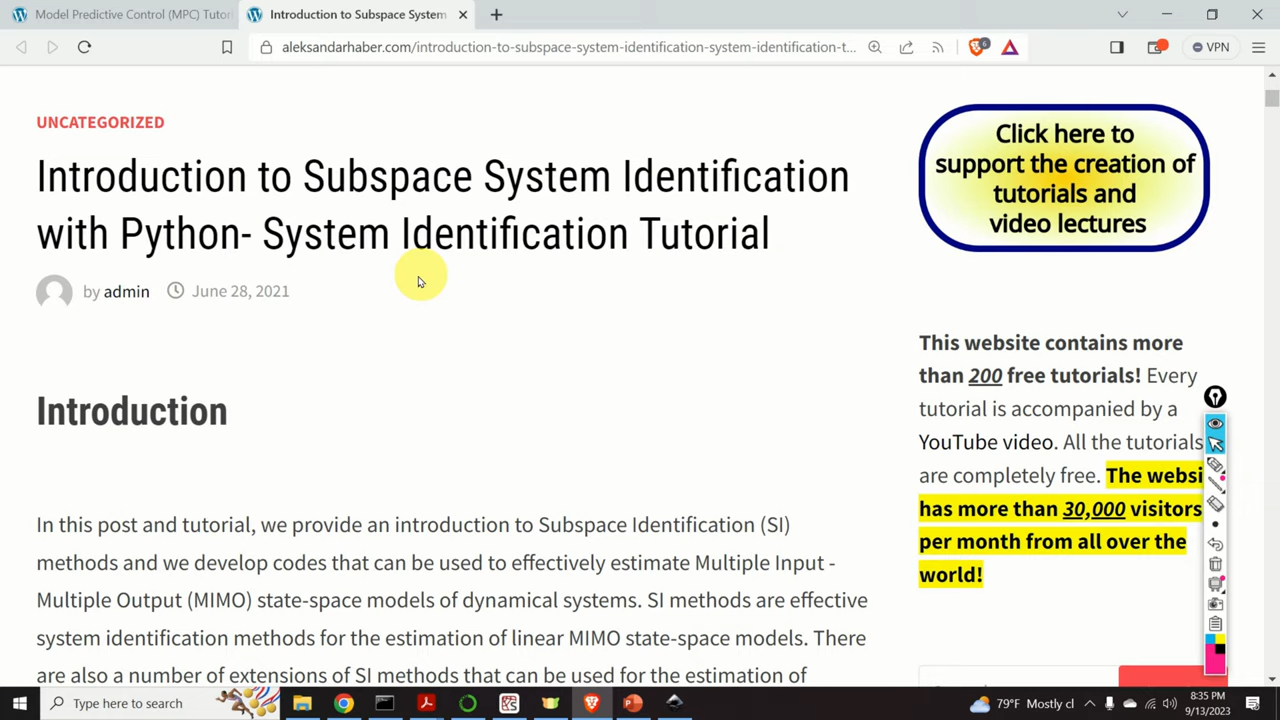 Model Predictive Control (MPC) Tutor
Introduction to Subspace System
aleksandarhaber.com/introduction-to-subspace-system-identification-system-identification-t...
6
VPN
UNCATEGORIZED
Introduction to Subspace System Identification
with Python- System Identification Tutorial
by admin June 28, 2021
Introduction
In this post and tutorial, we provide an introduction to Subspace Identification (SI)
methods and we develop codes that can be used to effectively estimate Multiple Input -
Multiple Output (MIMO) state-space models of dynamical systems. SI methods are effective
system identification methods for the estimation of linear MIMO state-space models. There
are also a number of extensions of SI methods that can be used for the estimation of
Click here to
support the creation of
tutorials and
video lectures
This website contains more
than 200 free tutorials! Every
tutorial is accompanied by a
YouTube video. All the tutorials
are completely free. The websi
has more than 30,000 visitors
per month from all over the
world!
Type here to search
79°F Mostly cl
8:35 PM
9/13/2023